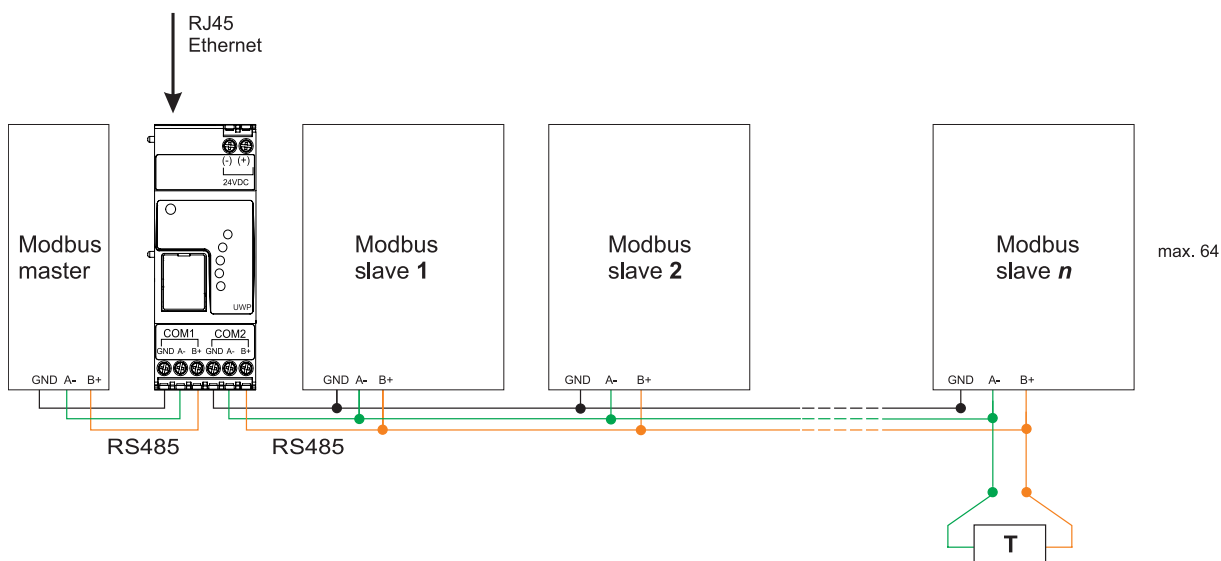 RJ45
Ethernet
(-) (+)
24VDC
Modbus
master
Modbus
slave 1
Modbus
slave 2
Modbus
slave n
max. 64
UWP
COM1 COM2
GND A- B+ GND A- B+
GND A- B+
GND A- B+
GND A- B+
GND A- B+
RS485
RS485
T